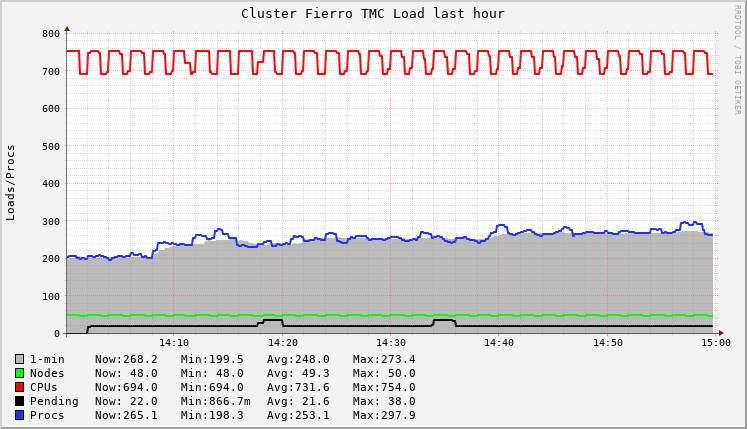 Cluster Fierro TMC Load last hour
RRDTOOL / TOBI OETIKER
Loads/Procs
800
700
600
500
400
300
200
100
0
14:10 14:20 14:30 14:40 14:50 15:00
1-min Now:268.2 Min:199.5 Avg:248.0 Max:273.4
Nodes Now: 48.0 Min: 48.0 Avg: 49.3 Max: 50.0
CPUs Now:694.0 Min:694.0 Avg:731.6 Max:754.0
Pending Now: 22.0 Min:866.7m Avg: 21.6 Max: 38.0
Procs Now:265.1 Min:198.3 Avg:253.1 Max:297.9